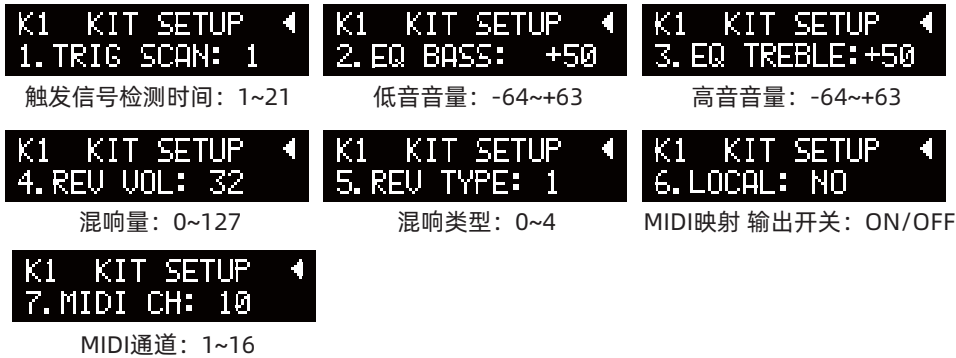 K1 KIT SETUP
1.TRIG SCAN: 1
触发信号检测时间：1~21
K1 KIT SETUP
2.EQ BASS: +50
低音音量：-64~+63
K1 KIT SETUP
3.EQ TREBLE:+50
高音音量：-64~+63
K1 KIT SETUP
4.REV VOL: 32
混响量：0~127
K1 KIT SETUP
5.REV TYPE: 1
混响类型：0~4
K1 KIT SETUP
6.LOCAL: NO
MIDI映射 输出开关：ON/OFF
K1 KIT SETUP
7.MIDI CH: 10
MIDI通道：1~16